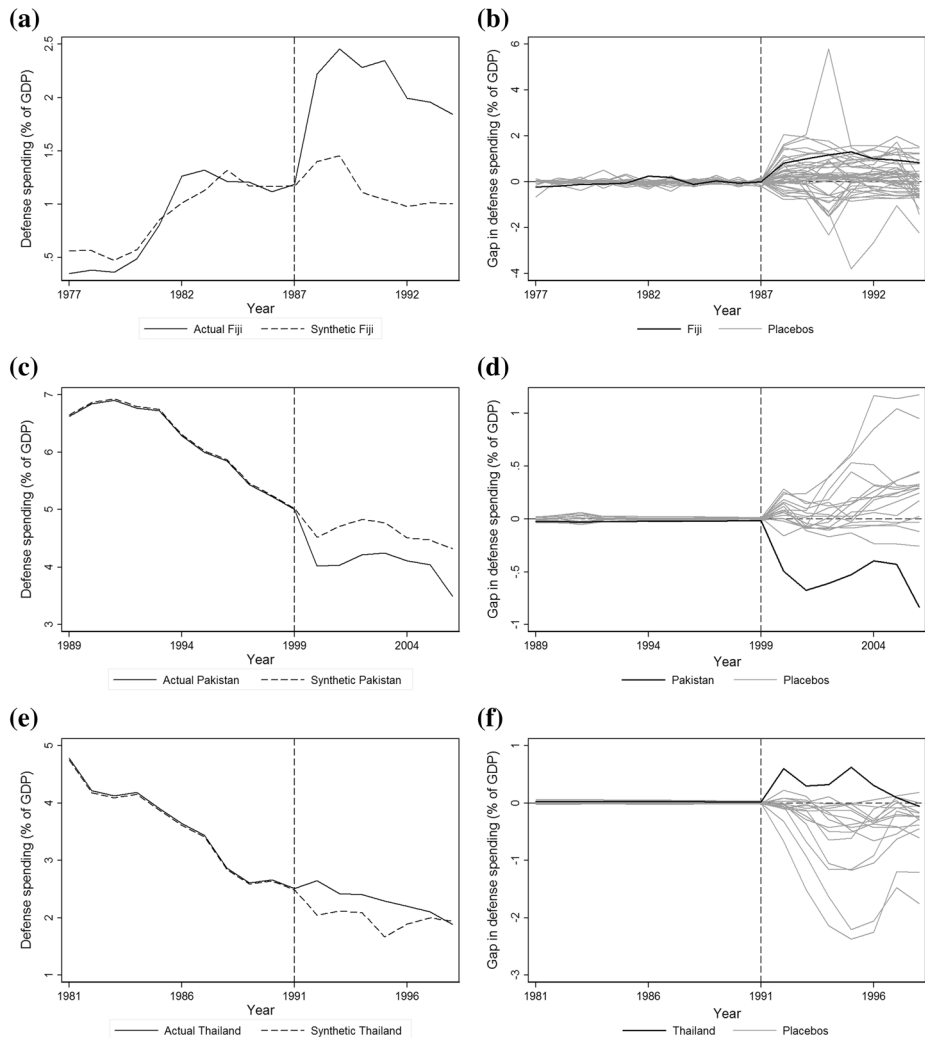 (a)
Defense spending (% of GDP)
2.5
2
1.5
1
.5
1977 1982 1987 1992
Year
Actual Fiji Synthetic Fiji
(b)
Gap in defense spending (% of GDP)
6
4
2
0
-2
-4
1977 1982 1987 1992
Year
Fiji Placebos
(c)
Defense spending (% of GDP)
7
6
5
4
3
1989 1994 1999 2004
Year
Actual Pakistan Synthetic Pakistan
(d)
Gap in defense spending (% of GDP)
1
.5
0
-.5
-1
1989 1994 1999 2004
Year
Pakistan Placebos
(e)
Defense spending (% of GDP)
5
4
3
2
1
1981 1986 1991 1996
Year
Actual Thailand Synthetic Thailand
(f)
Gap in defense spending (% of GDP)
1
0
-1
-2
-3
1981 1986 1991 1996
Year
Thailand Placebos